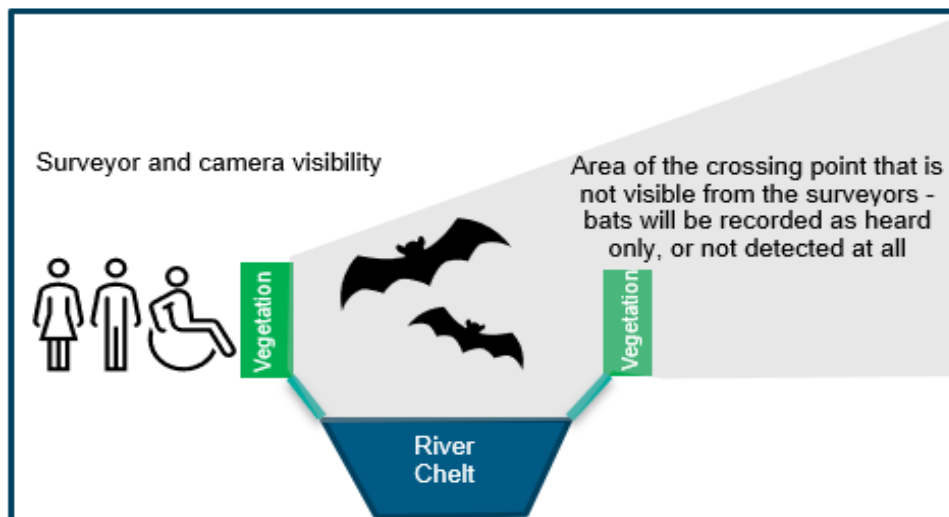 Surveyor and camera visibility
Area of the crossing point that is
not visible from the surveyors -
bats will be recorded as heard
only, or not detected at all
Vegetation
Vegetation
River
Chelt